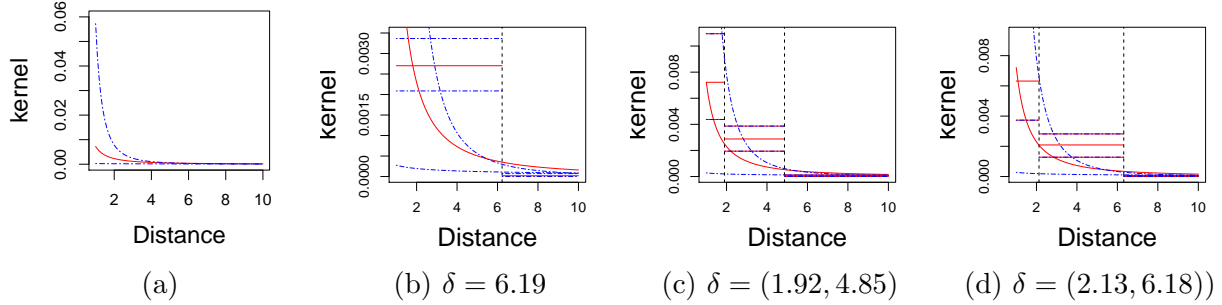 kernel
0.00 0.02 0.04 0.06
2 4 6 8 10
Distance
(a)
kernel
0.0000 0.0015 0.0030
2 4 6 8 10
Distance
(b) δ = 6.19
kernel
0.000 0.004 0.008
2 4 6 8 10
Distance
(c) δ = (1.92, 4.85)
kernel
0.000 0.004 0.008
2 4 6 8 10
Distance
(d) δ = (2.13, 6.18))